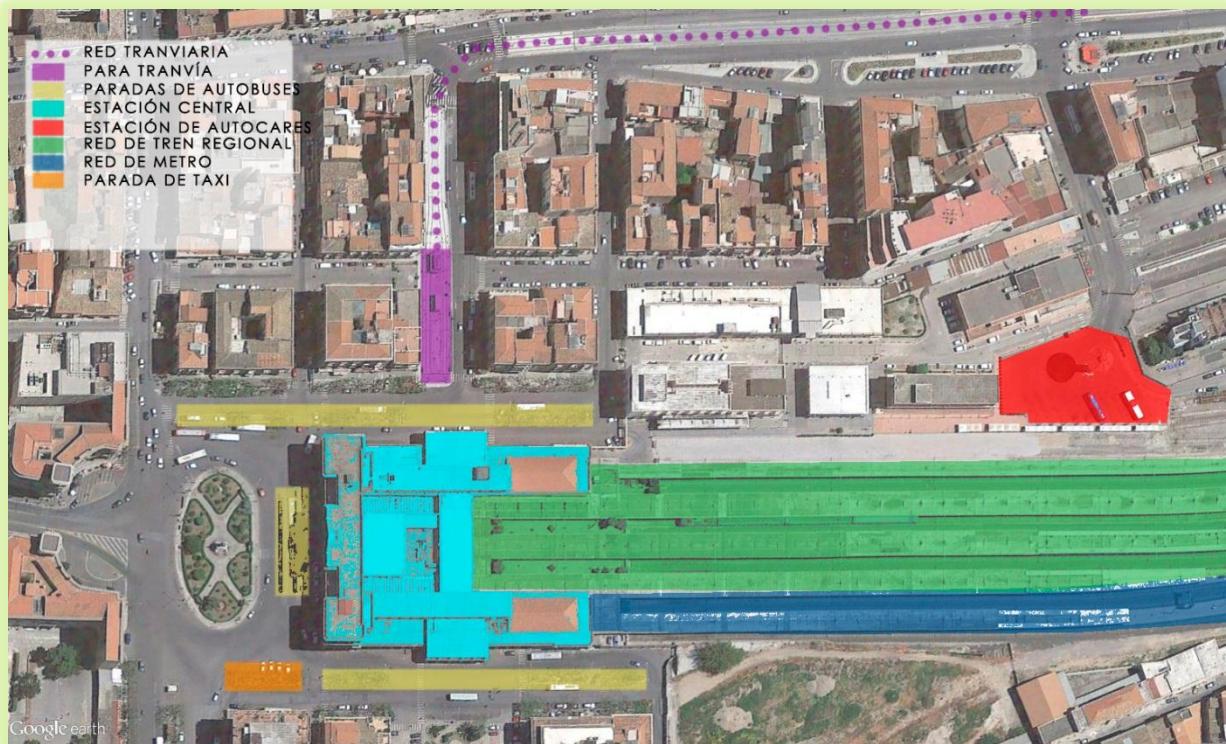 RED TRANVIARIA
PARA TRANVÍA
PARADAS DE AUTOBUSES
ESTACIÓN CENTRAL
ESTACIÓN DE AUTOCARES
RED DE TREN REGIONAL
RED DE METRO
PARADA DE TAXI
Google earth